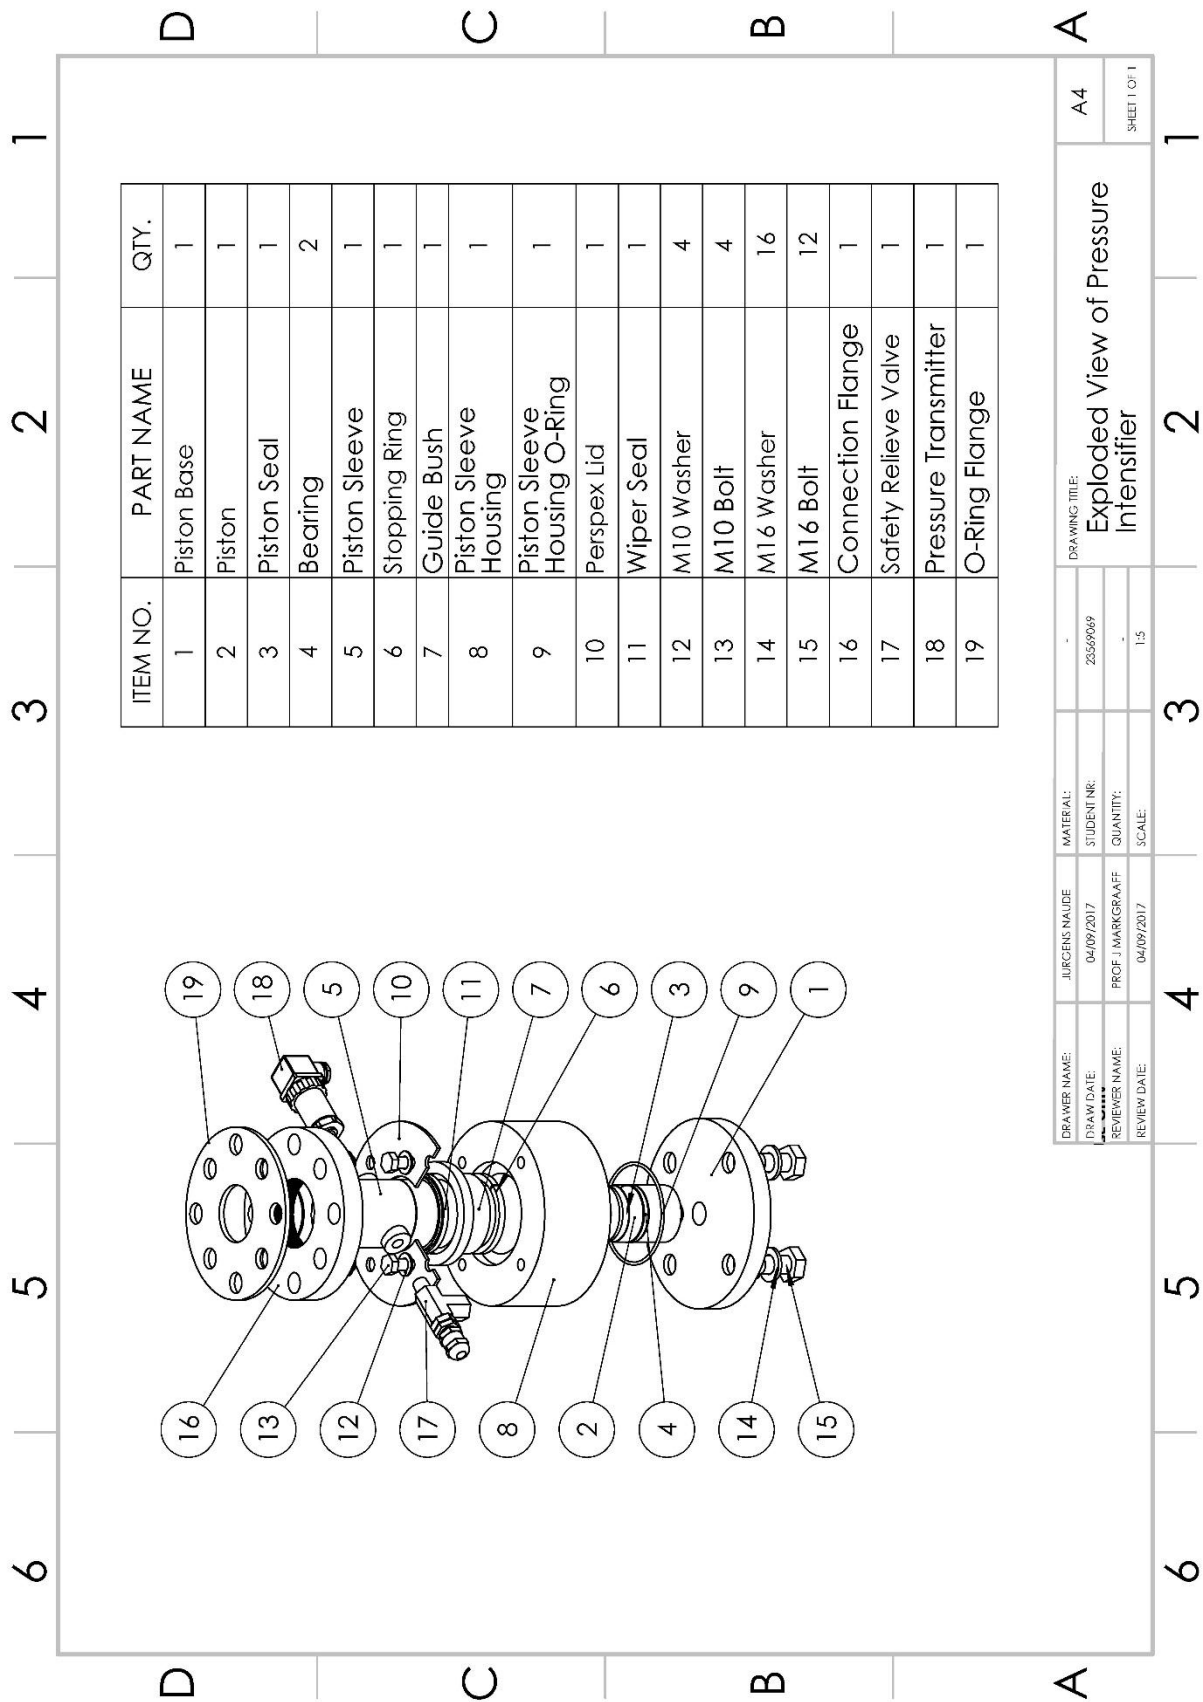 6 5 4 3 2 1
D
C
B
A
16
13
12
17
8
2
4
14
15
19
18
5
10
11
7
6
3
9
1
ITEM NO. PART NAME QTY.
1 Piston Base 1
2 Piston 1
3 Piston Seal 1
4 Bearing 2
5 Piston Sleeve 1
6 Stopping Ring 1
7 Guide Bush 1
8 Piston Sleeve Housing 1
9 Piston Sleeve Housing O-Ring 1
10 Perspex Lid 1
11 Wiper Seal 1
12 M10 Washer 4
13 M10 Bolt 4
14 M16 Washer 16
15 M16 Bolt 12
16 Connection Flange 1
17 Safety Relieve Valve 1
18 Pressure Transmitter 1
19 O-Ring Flange 1
DRAWER NAME: JURGENS NAUDE MATERIAL: -
DRAW DATE: 04/09/2017 STUDENT NR: 23569069
REVIEWER NAME: PROF J MARKGRAAFF QUANTITY: -
REVIEW DATE: 04/09/2017 SCALE: 1:5
DRAWING TITLE:
Exploded View of Pressure
Intensifier
A4
SHEET 1 OF 1
D
C
B
A
6 5 4 3 2 1